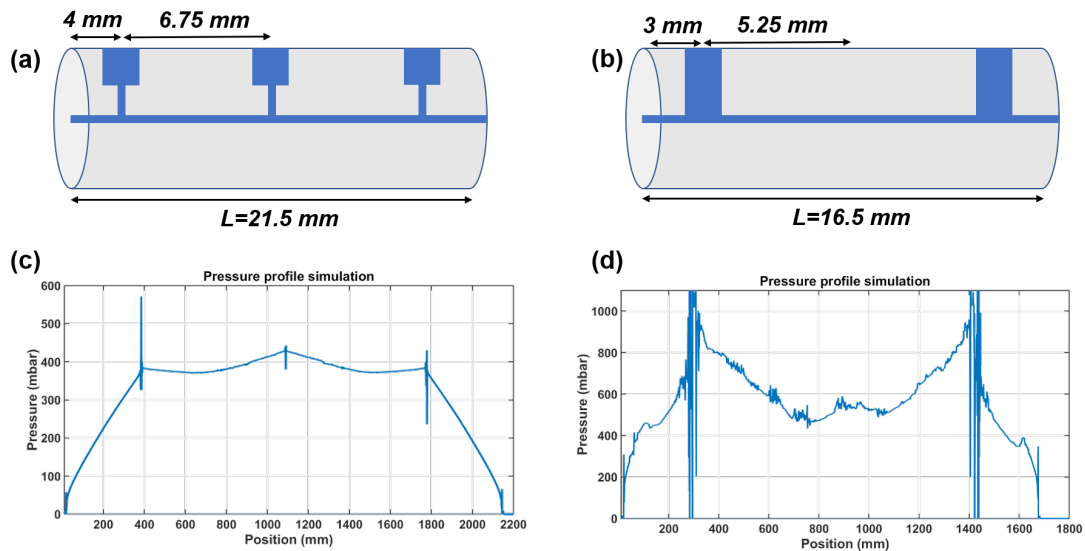 4 mm
6.75 mm
(a)
L=21.5 mm
3 mm
5.25 mm
(b)
L=16.5 mm
(c)
Pressure profile simulation
600
500
400
300
200
100
0
Pressure (mbar)
200 400 600 800 1000 1200 1400 1600 1800 2000 2200
Position (mm)
(d)
Pressure profile simulation
1000
800
600
400
200
0
Pressure (mbar)
200 400 600 800 1000 1200 1400 1600 1800
Position (mm)